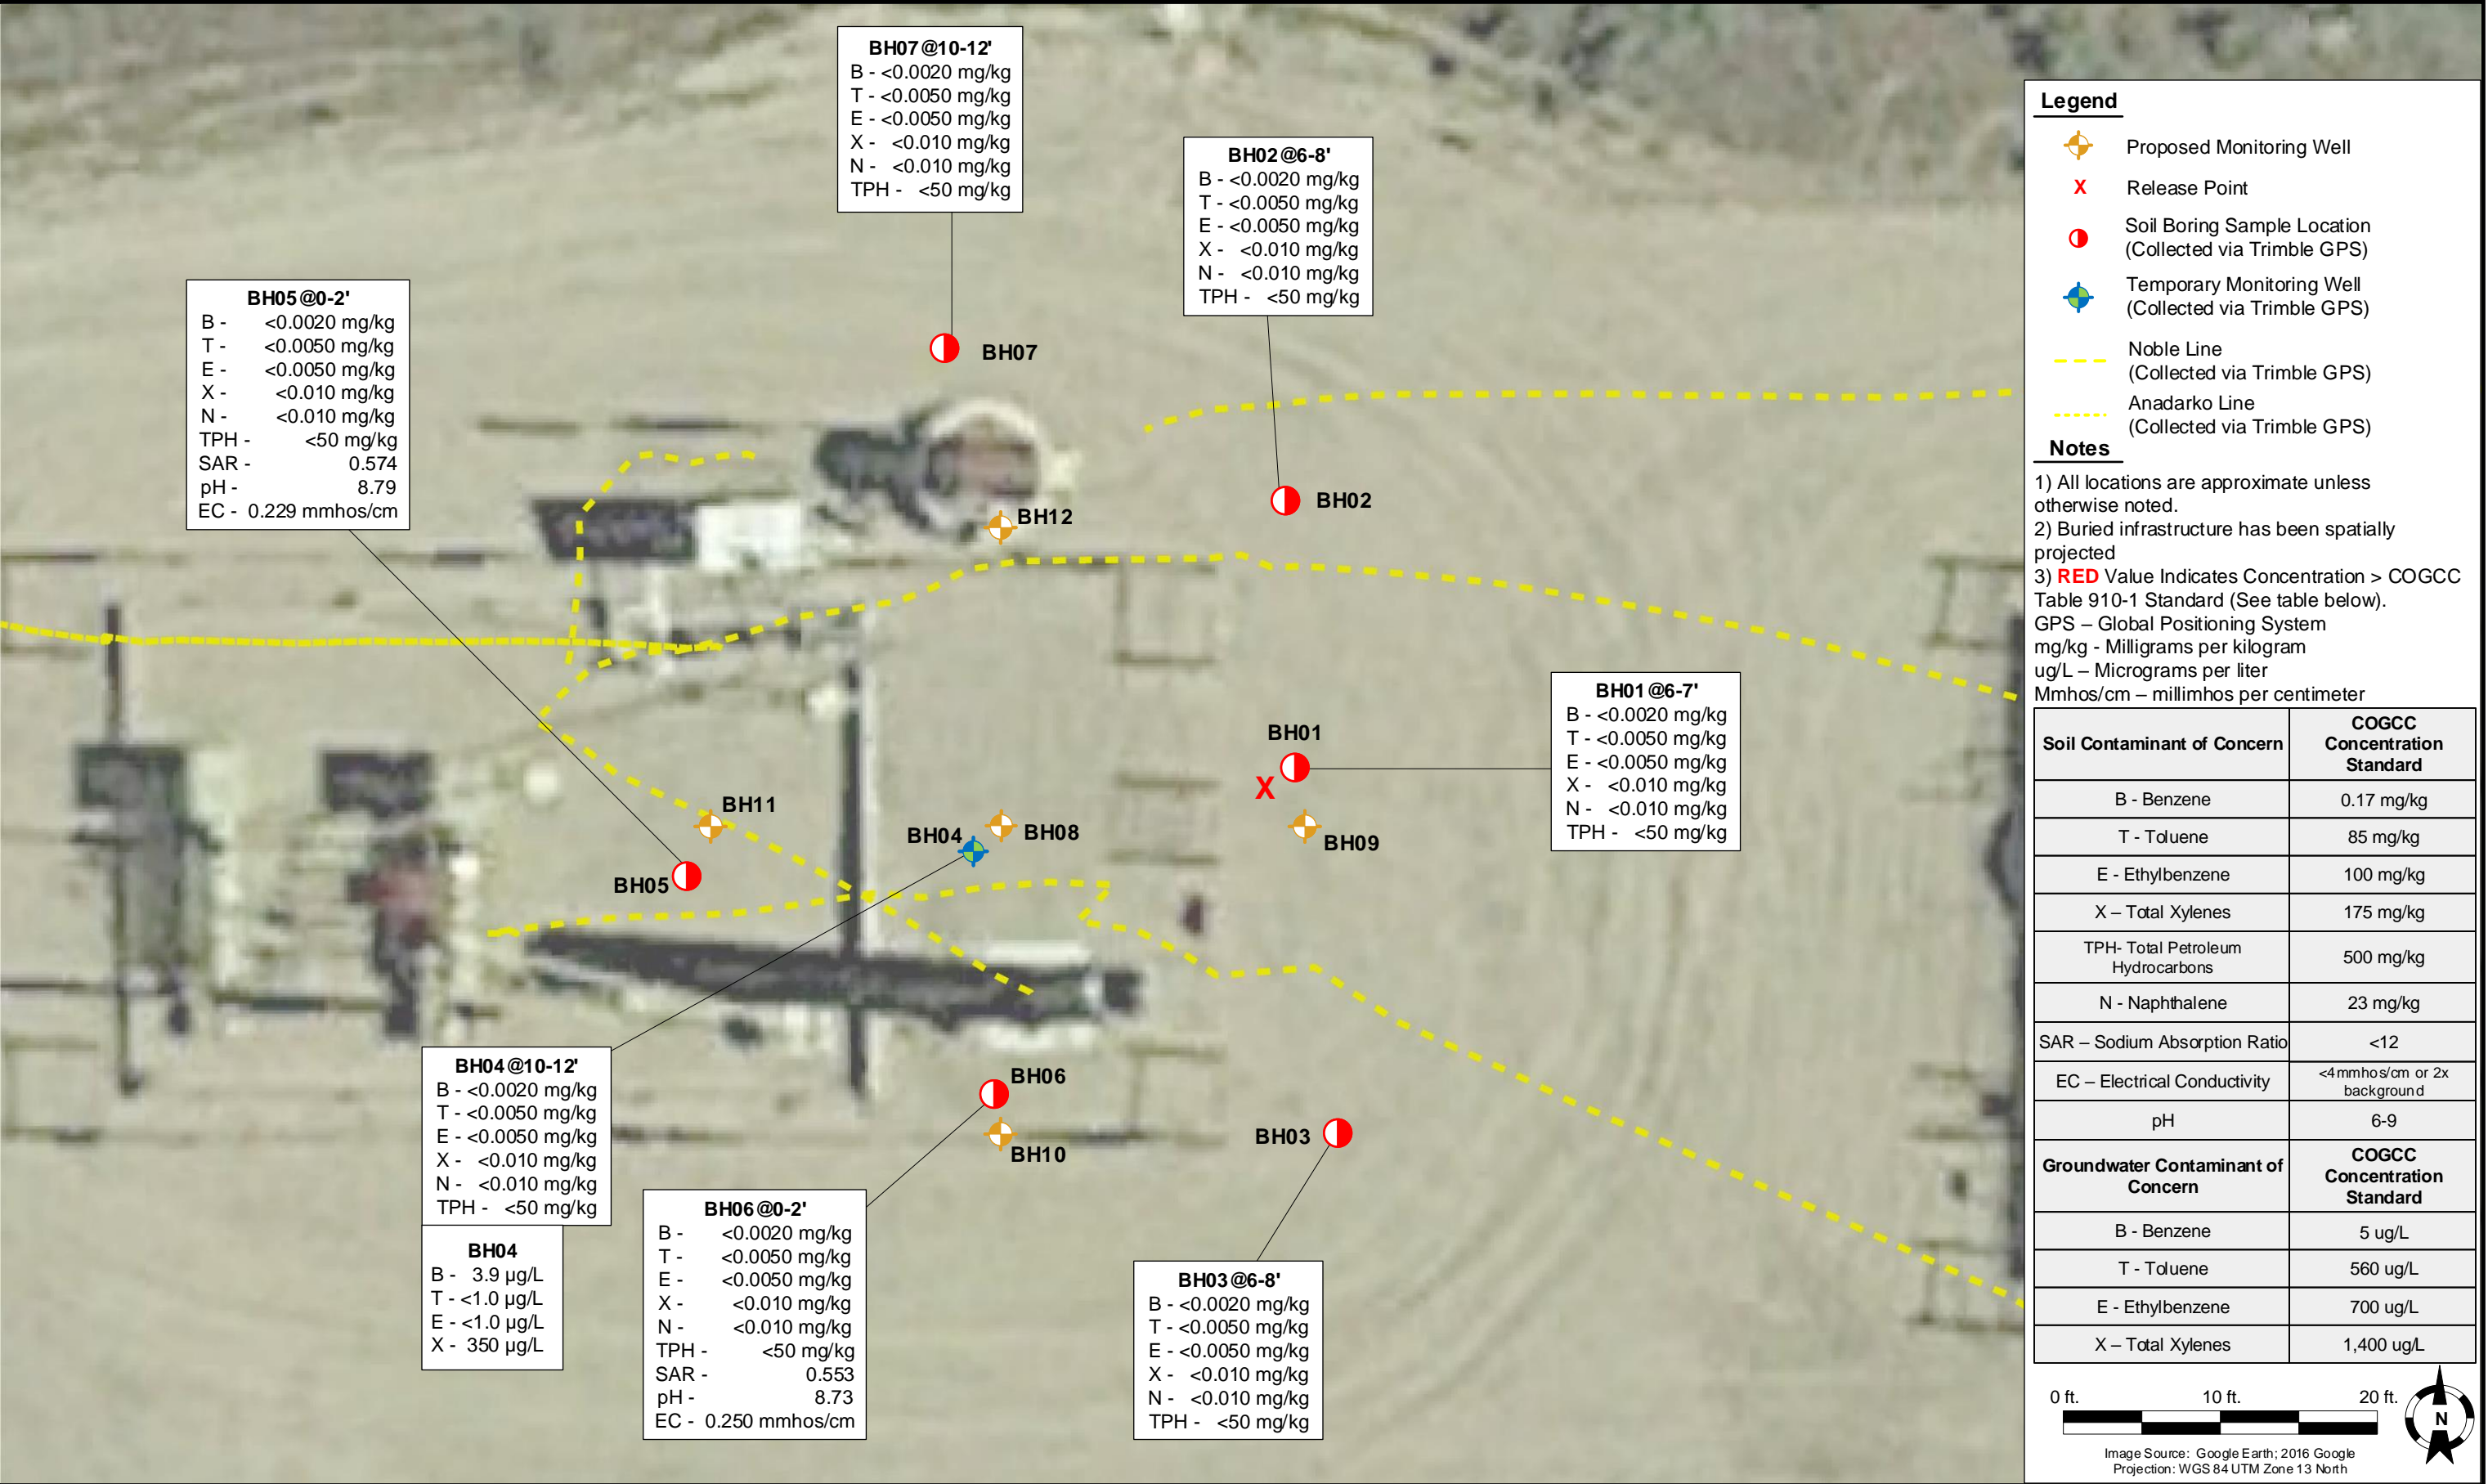 BH07@10-12'
B - <0.0020 mg/kg
T - <0.0050 mg/kg
E - <0.0050 mg/kg
X - <0.010 mg/kg
N - <0.010 mg/kg
TPH - <50 mg/kg
BH02@6-8'
B - <0.0020 mg/kg
T - <0.0050 mg/kg
E - <0.0050 mg/kg
X - <0.010 mg/kg
N - <0.010 mg/kg
TPH - <50 mg/kg
BH05@0-2'
B - <0.0020 mg/kg
T - <0.0050 mg/kg
E - <0.0050 mg/kg
X - <0.010 mg/kg
N - <0.010 mg/kg
TPH - <50 mg/kg
SAR - 0.574
pH - 8.79
EC - 0.229 mmhos/cm
BH07
BH02
BH12
BH01
BH01@6-7'
B - <0.0020 mg/kg
T - <0.0050 mg/kg
E - <0.0050 mg/kg
X - <0.010 mg/kg
N - <0.010 mg/kg
TPH - <50 mg/kg
X
BH11
BH04
BH08
BH09
BH05
BH06
BH10
BH03
BH04@10-12'
B - <0.0020 mg/kg
T - <0.0050 mg/kg
E - <0.0050 mg/kg
X - <0.010 mg/kg
N - <0.010 mg/kg
TPH - <50 mg/kg
BH04
B - 3.9 µg/L
T - <1.0 µg/L
E - <1.0 µg/L
X - 350 µg/L
BH06@0-2'
B - <0.0020 mg/kg
T - <0.0050 mg/kg
E - <0.0050 mg/kg
X - <0.010 mg/kg
N - <0.010 mg/kg
TPH - <50 mg/kg
SAR - 0.553
pH - 8.73
EC - 0.250 mmhos/cm
BH03@6-8'
B - <0.0020 mg/kg
T - <0.0050 mg/kg
E - <0.0050 mg/kg
X - <0.010 mg/kg
N - <0.010 mg/kg
TPH - <50 mg/kg
Legend
Proposed Monitoring Well
X Release Point
Soil Boring Sample Location
(Collected via Trimble GPS)
Temporary Monitoring Well
(Collected via Trimble GPS)
Noble Line
(Collected via Trimble GPS)
Anadarko Line
(Collected via Trimble GPS)
Notes
1) All locations are approximate unless
otherwise noted.
2) Buried infrastructure has been spatially
projected
3) RED Value Indicates Concentration > COGCC
Table 910-1 Standard (See table below).
GPS – Global Positioning System
mg/kg - Milligrams per kilogram
ug/L – Micrograms per liter
Mmhos/cm – millimhos per centimeter
Soil Contaminant of Concern
COGCC
Concentration
Standard
B - Benzene 0.17 mg/kg
T - Toluene 85 mg/kg
E - Ethylbenzene 100 mg/kg
X – Total Xylenes 175 mg/kg
TPH- Total Petroleum
Hydrocarbons
500 mg/kg
N - Naphthalene 23 mg/kg
SAR – Sodium Absorption Ratio <12
EC – Electrical Conductivity
<4mmhos/cm or 2x
background
pH 6-9
Groundwater Contaminant of
Concern
COGCC
Concentration
Standard
B - Benzene 5 ug/L
T - Toluene 560 ug/L
E - Ethylbenzene 700 ug/L
X – Total Xylenes 1,400 ug/L
0 ft. 10 ft. 20 ft.
N
Image Source: Google Earth; 2016 Google
Projection: WGS 84 UTM Zone 13 North